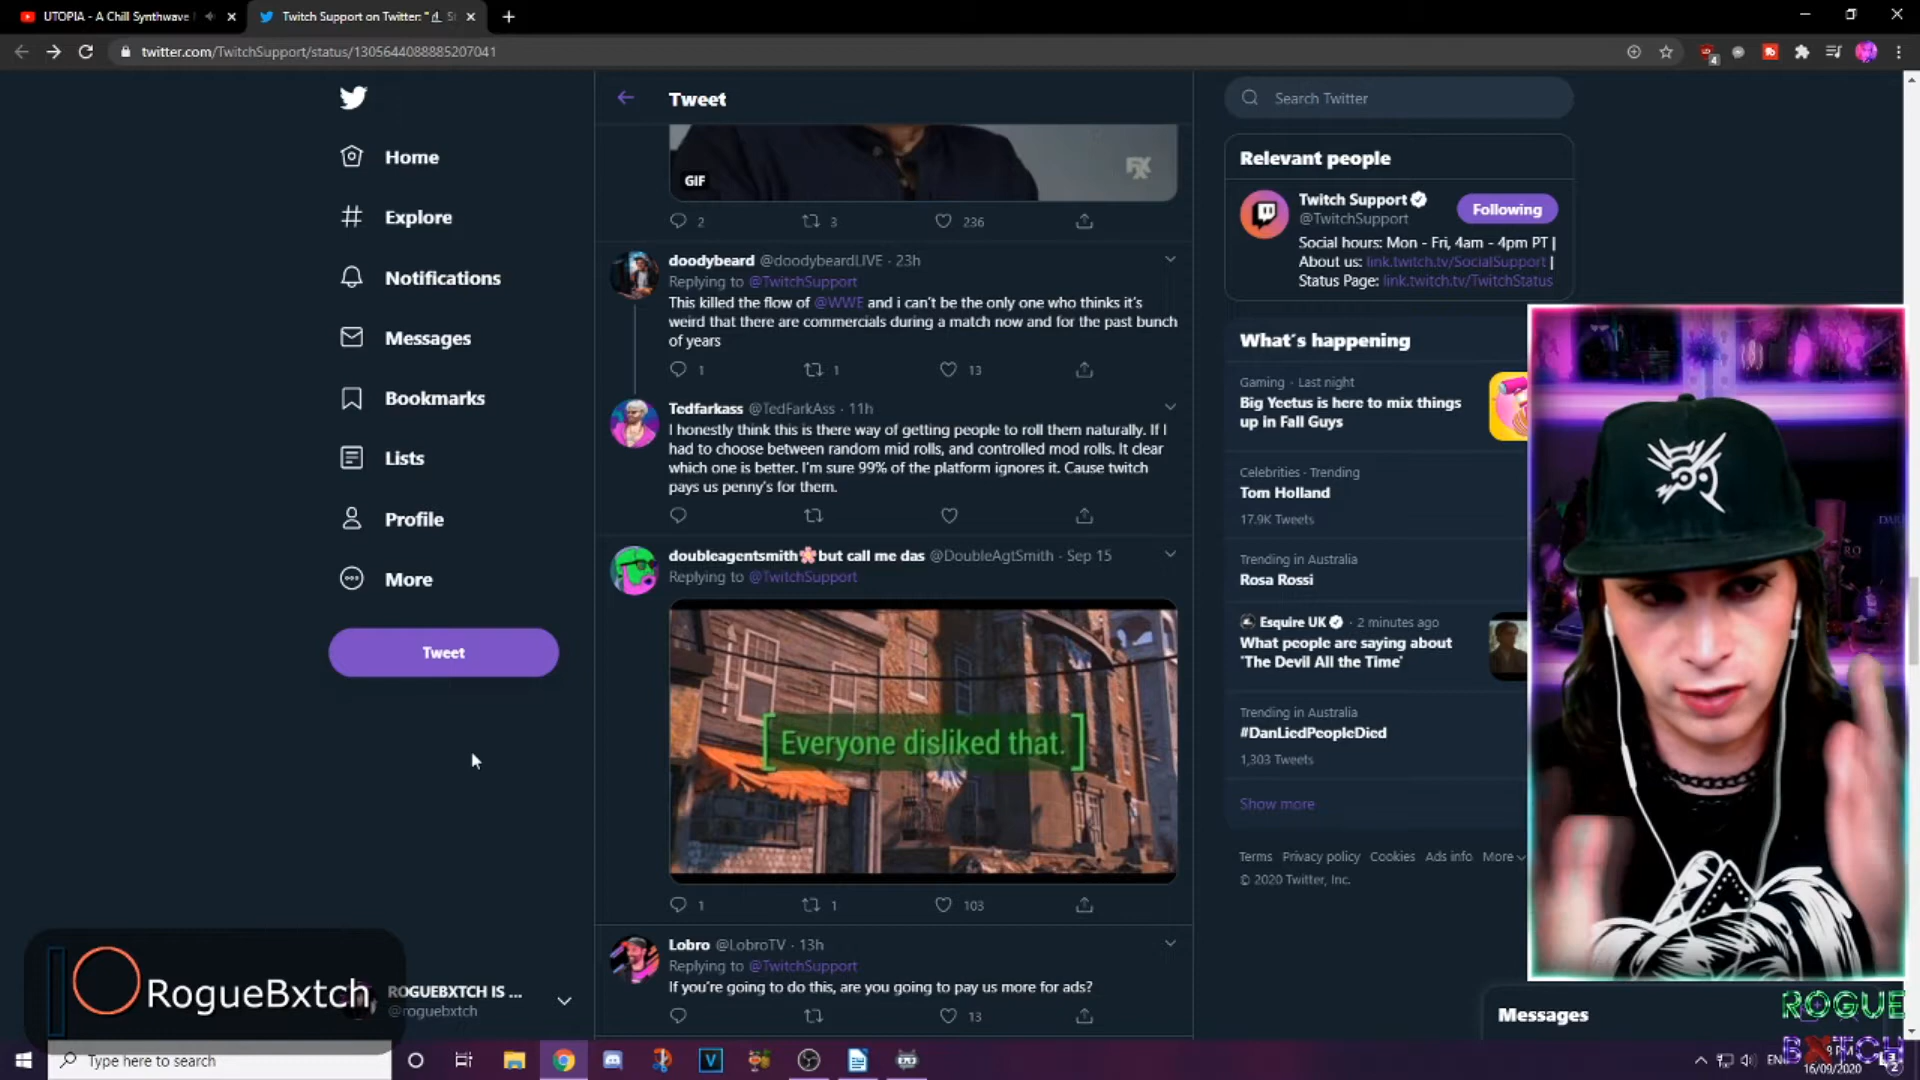 UTOPIA - A Chill Synthwave
Twitch Support on Twitter: "
twitter.com/TwitchSupport/status/1305644088885207041
4
Home
Explore
Notifications
Messages
Bookmarks
Lists
Profile
More
Tweet
RogueBxtch
ROGUEBXTCH IS ...
@roguebxtch
Tweet
GIF
FX
2 3 236
doodybeard @doodybeardLIVE · 23h
Replying to @TwitchSupport
This killed the flow of @WWE and i can't be the only one who thinks it's
weird that there are commercials during a match now and for the past bunch
of years
1 1 13
Tedfarkass @TedFarkAss · 11h
I honestly think this is there way of getting people to roll them naturally. If I
had to choose between random mid rolls, and controlled mod rolls. It clear
which one is better. I'm sure 99% of the platform ignores it. Cause twitch
pays us penny's for them.
doubleagentsmith🌸but call me das @DoubleAgtSmith · Sep 15
Replying to @TwitchSupport
[Everyone disliked that.]
1 1 103
Lobro @LobroTV · 13h
Replying to @TwitchSupport
If you're going to do this, are you going to pay us more for ads?
13
Search Twitter
Relevant people
Twitch Support
@TwitchSupport
Following
Social hours: Mon - Fri, 4am - 4pm PT |
About us: link.twitch.tv/SocialSupport |
Status Page: link.twitch.tv/TwitchStatus
What's happening
Gaming · Last night
Big Yeetus is here to mix things
up in Fall Guys
Celebrities · Trending
Tom Holland
17.9K Tweets
Trending in Australia
Rosa Rossi
Esquire UK · 2 minutes ago
What people are saying about
'The Devil All the Time'
Trending in Australia
#DanLiedPeopleDied
1,303 Tweets
Show more
Terms Privacy policy Cookies Ads info More
© 2020 Twitter, Inc.
Messages
ROGUE
BXTCH
Type here to search
16/09/2020
2